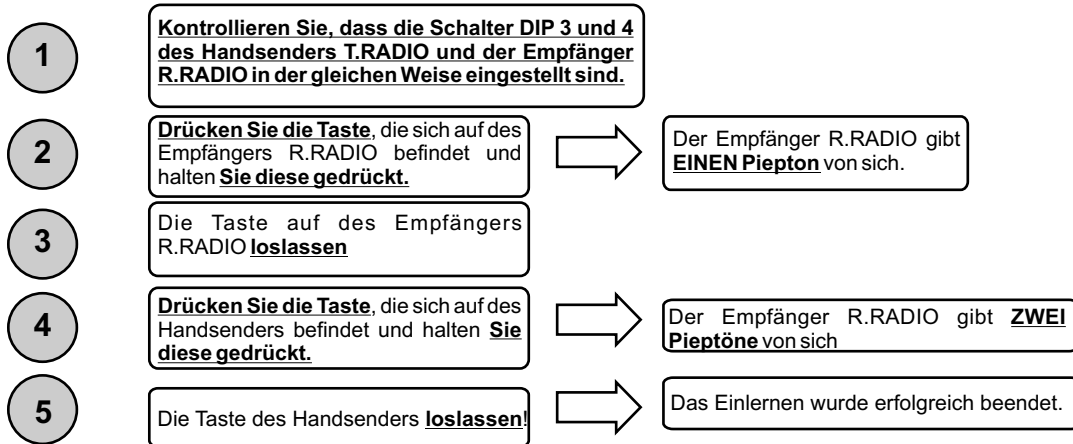 1
Kontrollieren Sie, dass die Schalter DIP 3 und 4
des Handsenders T.RADIO und der Empfänger
R.RADIO in der gleichen Weise eingestellt sind.
2
Drücken Sie die Taste, die sich auf des
Empfängers R.RADIO befindet und
halten Sie diese gedrückt.
Der Empfänger R.RADIO gibt
EINEN Piepton von sich.
3
Die Taste auf des Empfängers
R.RADIO loslassen
4
Drücken Sie die Taste, die sich auf des
Handsenders befindet und halten Sie
diese gedrückt.
Der Empfänger R.RADIO gibt ZWEI
Pieptöne von sich
5
Die Taste des Handsenders loslassen!
Das Einlernen wurde erfolgreich beendet.